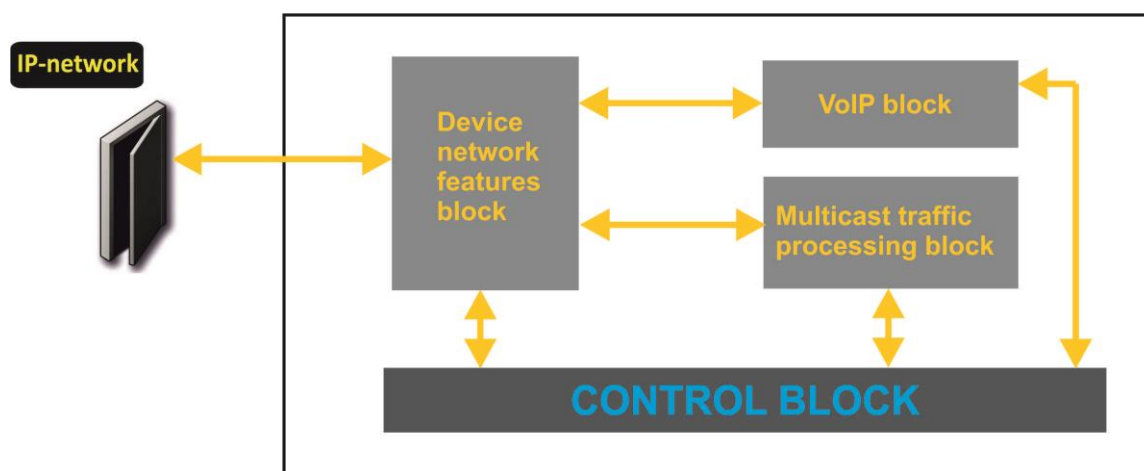 IP-network
Device
network
features
block
VoIP block
Multicast traffic
processing block
CONTROL BLOCK